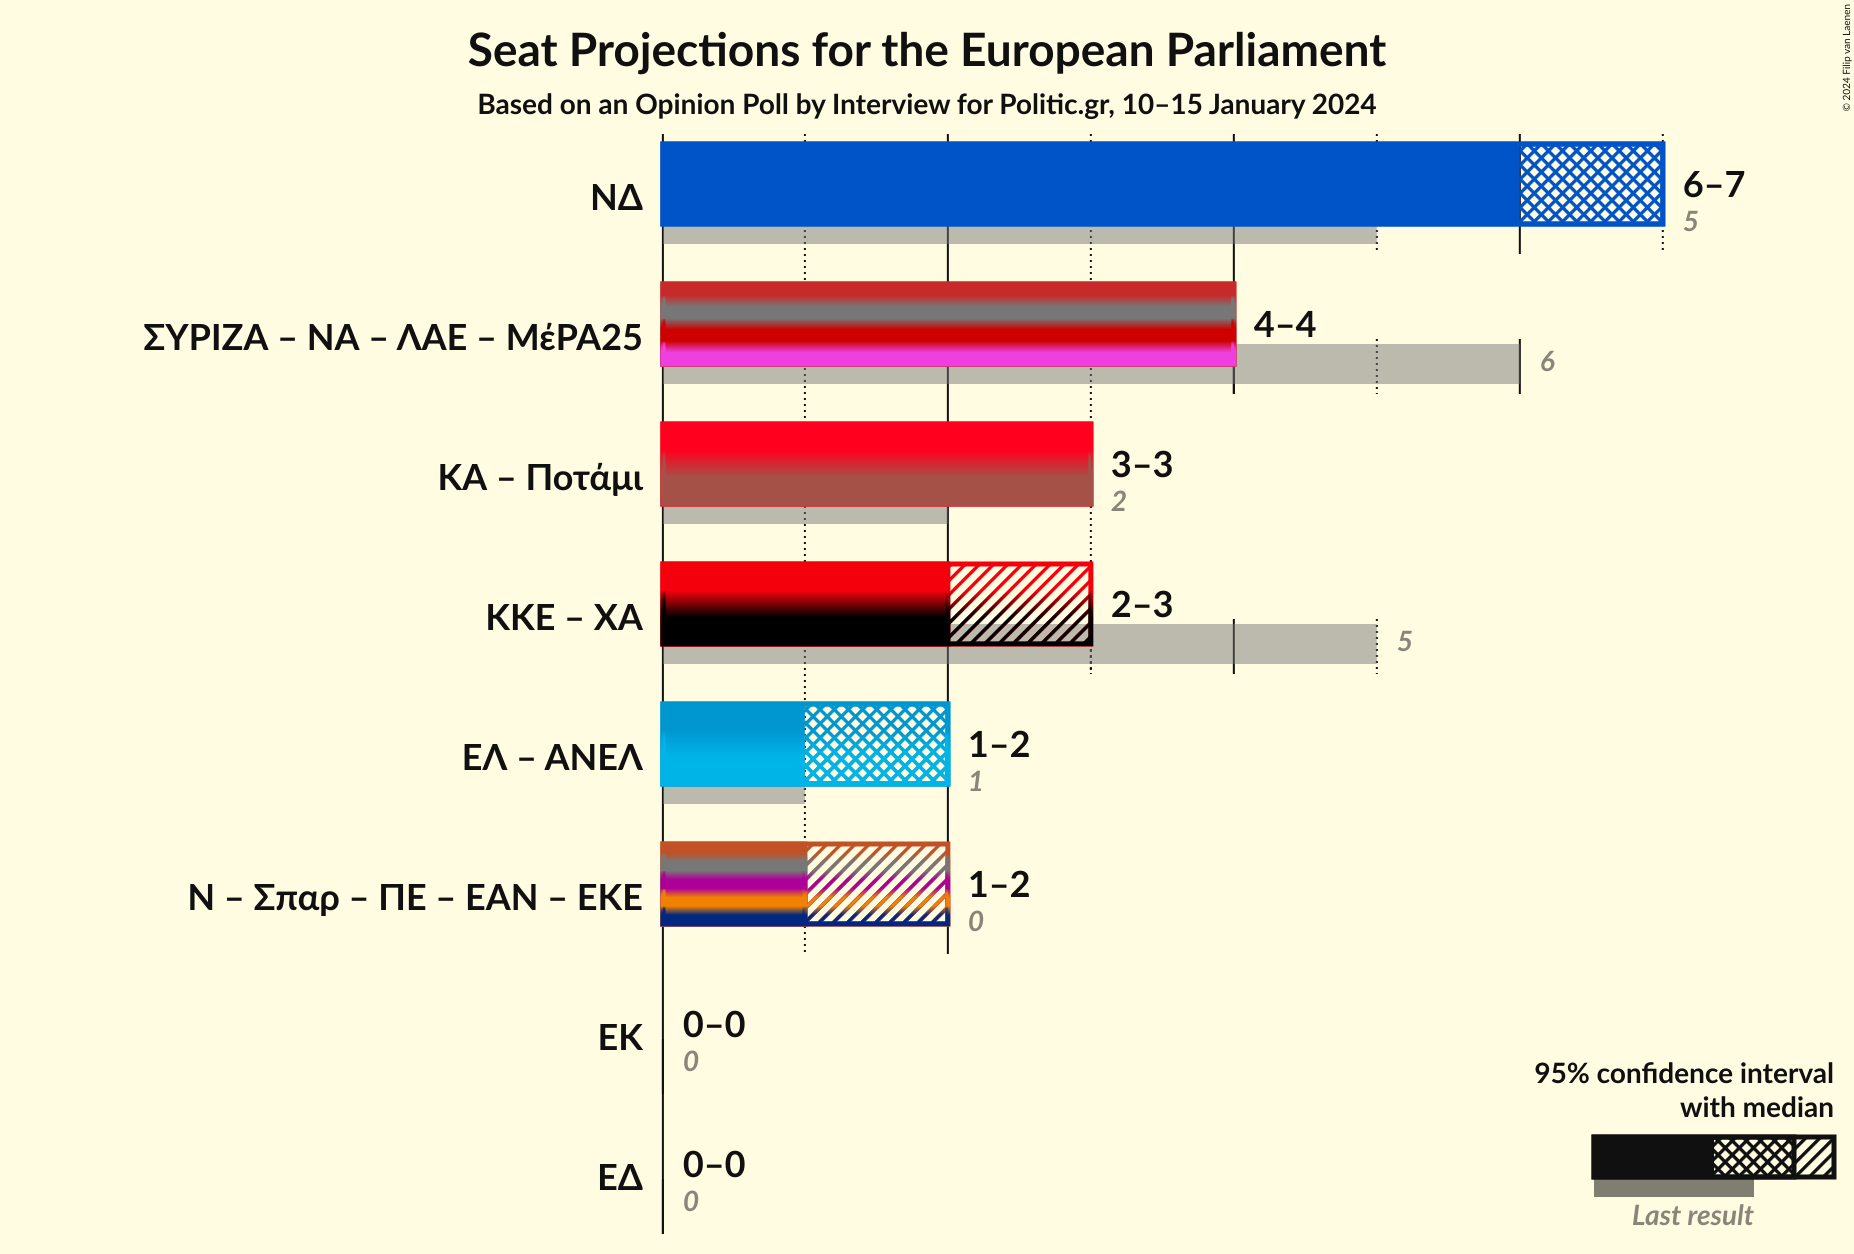 Seat Projections for the European Parliament
Based on an Opinion Poll by Interview for Politic.gr, 10–15 January 2024
© 2024 Filip van Laenen
ΝΔ
6–7
5
ΣΥΡΙΖΑ – ΝΑ – ΛΑΕ – ΜέΡΑ25
4–4
6
ΚΑ – Ποτάμι
3–3
2
ΚΚΕ – ΧΑ
2–3
5
ΕΛ – ΑΝΕΛ
1–2
1
Ν – Σπαρ – ΠΕ – ΕΑΝ – ΕΚΕ
1–2
0
ΕΚ
0–0
0
ΕΔ
0–0
0
95% confidence interval
with median
Last result